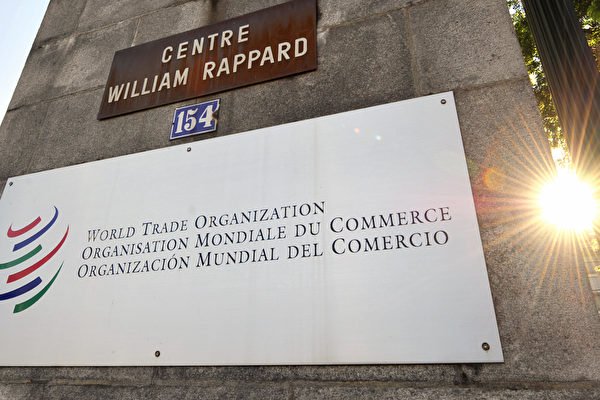 CENTRE
WILLIAM RAPPARD
154
WORLD TRADE ORGANIZATION
ORGANISATION MONDIALE DU COMMERCE
ORGANIZACIÓN MUNDIAL DEL COMERCIO